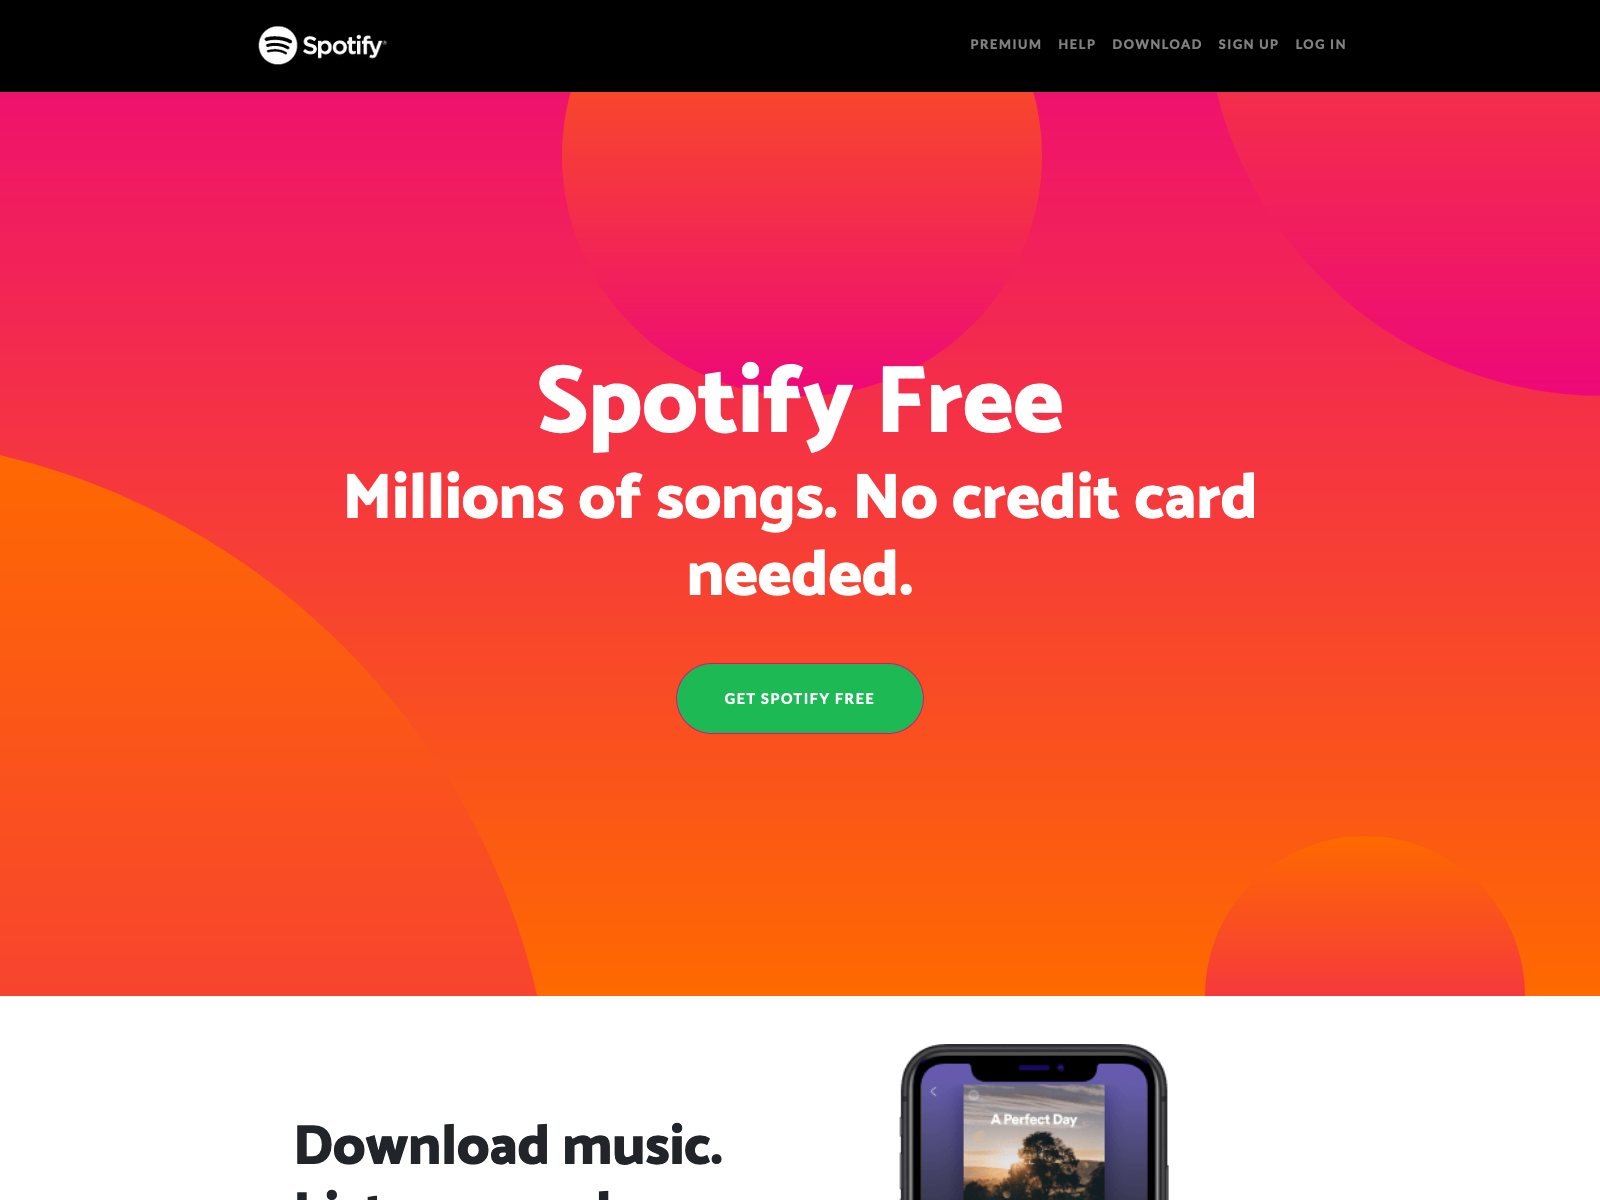 Spotify
PREMIUM HELP DOWNLOAD SIGN UP LOG IN
Spotify Free
Millions of songs. No credit card
needed.
GET SPOTIFY FREE
A Perfect Day
Download music.